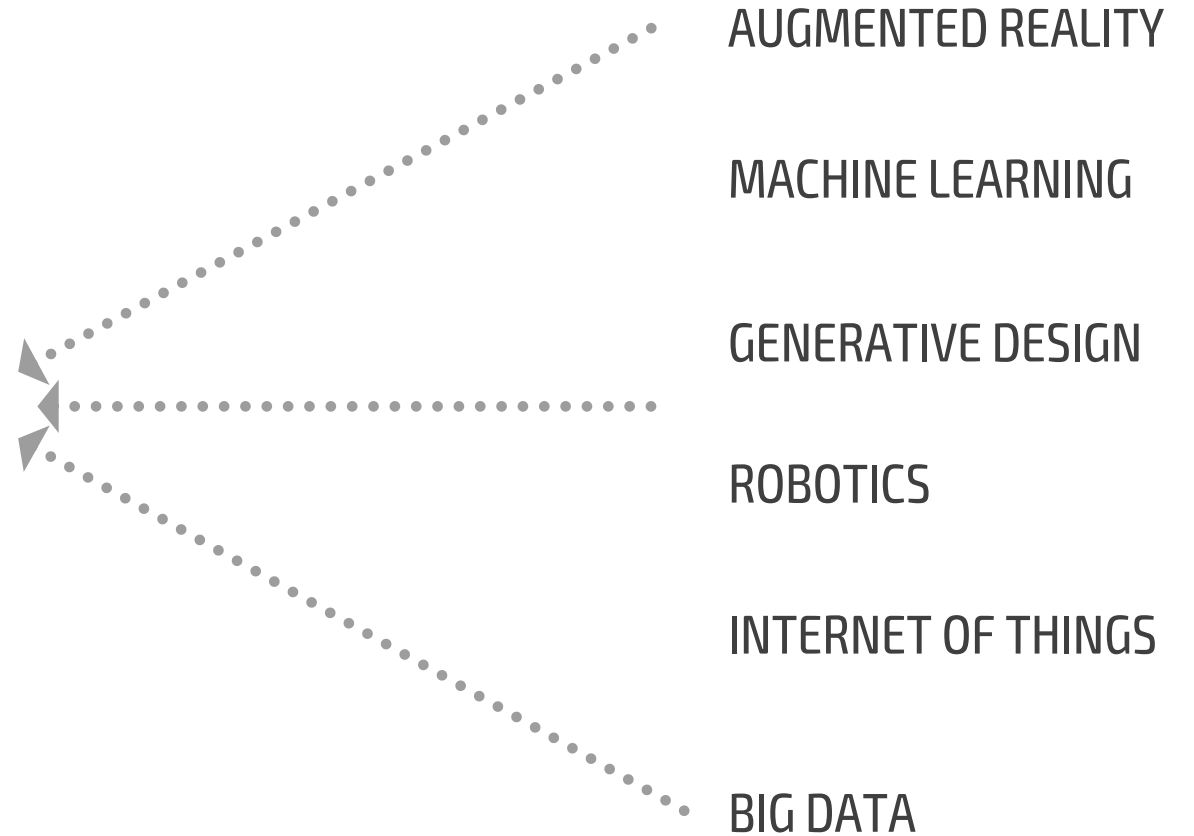 AUGMENTED REALITY
MACHINE LEARNING
GENERATIVE DESIGN
ROBOTICS
INTERNET OF THINGS
BIG DATA